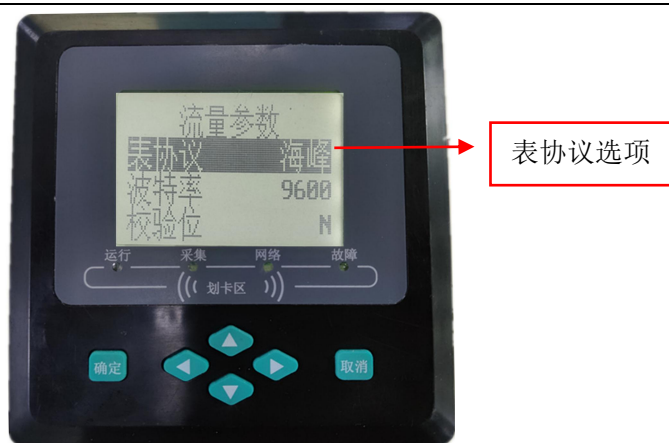 流量参数
表协议 海峰
波特率 9600
校验位 N
表协议选项
运行 采集 网络 故障
划卡区
确定 取消